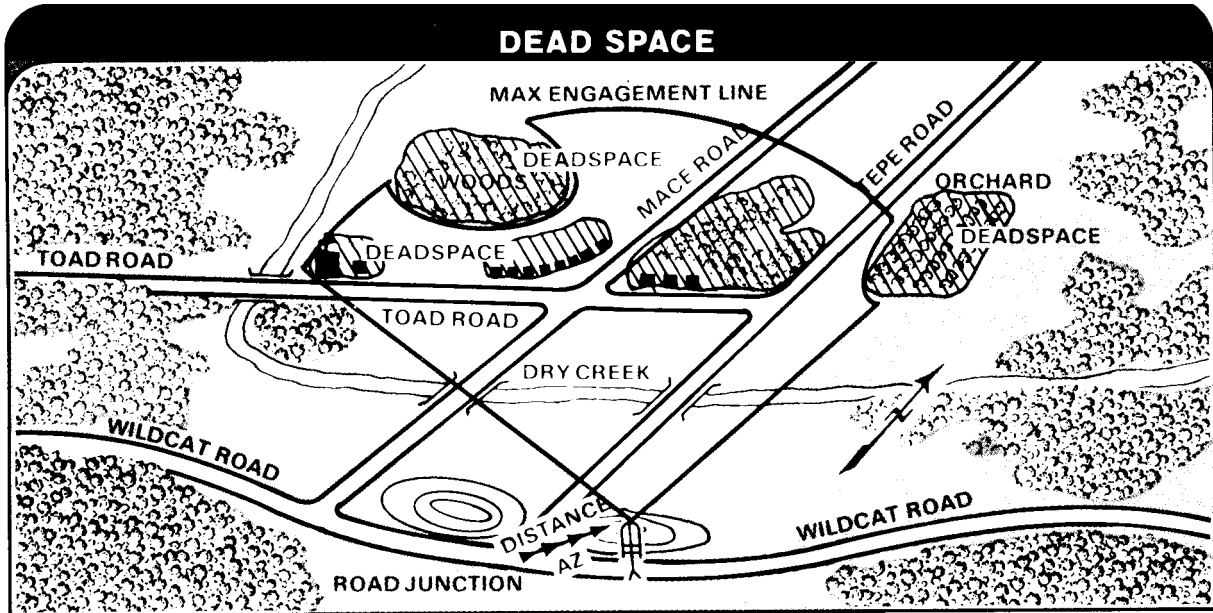 DEAD SPACE
MAX ENGAGEMENT LINE
DEADSPACE
WOODS
MACE ROAD
TEPE ROAD
ORCHARD
DEADSPACE
DEADSPACE
TOAD ROAD
TOAD ROAD
DRY CREEK
N
WILDCAT ROAD
DISTANCE
AZ
WILDCAT ROAD
ROAD JUNCTION